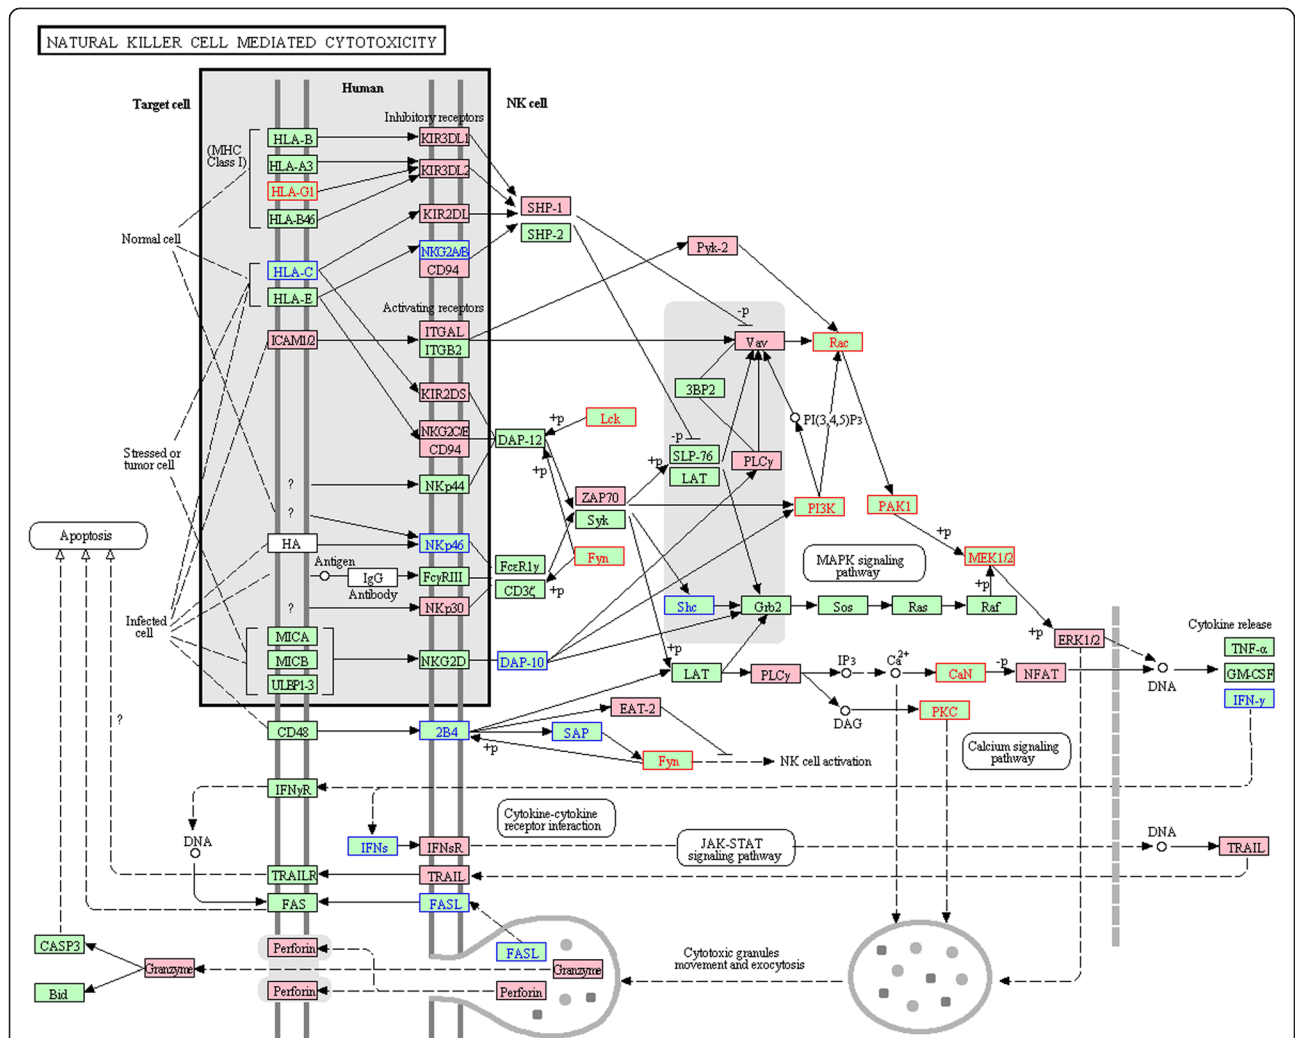 NATURAL KILLER CELL MEDIATED CYTOTOXICITY
Target cell
Human
NK cell
Inhibitory receptors
(MHC
Class I)
HLA-B
KIR3DL1
HLA-A3
KIR3DL2
HLA-G1
HLA-B46
KIR2DL
SHP-1
SHP-2
Normal cell
Pyk-2
NKG2A/B
CD94
HLA-C
HLA-E
Activating receptors
-p
ICAM1/2
ITGAL
ITGB2
Vav
Rac
KIR2DS
3BP2
Lck
+p
PI(3,4,5)P3
NKG2C/E
CD94
DAP-12
-p
SLP-76
LAT
PLCγ
Stressed or
tumor cell
+p
+p
?
NKp44
ZAP70
Syk
PI3K
PAK1
?
+p
Apoptosis
HA
NKp46
Fyn
MEK1/2
MAPK signaling
pathway
Antigen
IgG
Antibody
FcγRIII
FcεR1γ
CD3ζ
+p
+p
?
NKp30
Shc
Grb2
Sos
Ras
Raf
Infected
cell
MICA
MICB
ULBP1-3
NKG2D
DAP-10
+p
ERK1/2
Cytokine release
TNF-α
GM-CSF
IFN-γ
+p
LAT
PLCγ
IP3
Ca2+
CaN
-p
NFAT
DNA
DAG
PKC
?
CD48
2B4
EAT-2
SAP
+p
Fyn
NK cell activation
Calcium signaling
pathway
IFNγR
Cytokine-cytokine
receptor interaction
DNA
IFNs
IFNsR
JAK-STAT
signaling pathway
DNA
TRAIL
TRAILR
TRAIL
FAS
FASL
CASP3
Perforin
FASL
Granzyme
Granzyme
Cytotoxic granules
movement and exocytosis
Bid
Perforin
Perforin